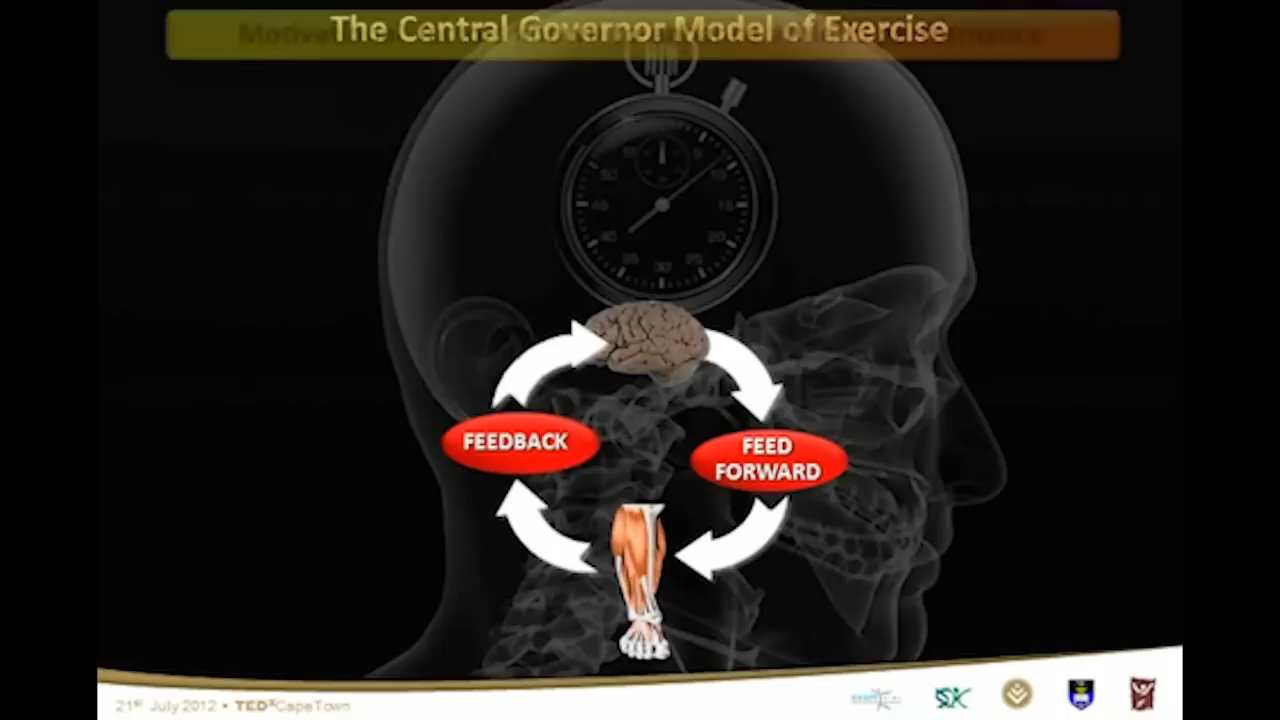 The Central Governor Model of Exercise
FEEDBACK
FEED
FORWARD
21st July 2012 • TEDxCapeTown